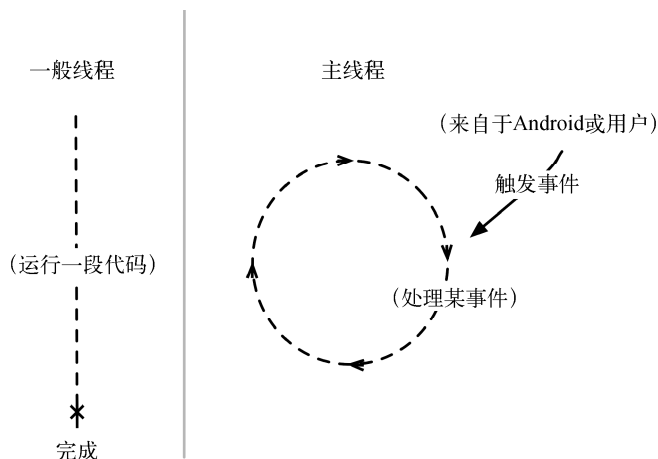 一般线程
(运行一段代码)
完成
主线程
(来自于Android或用户)
触发事件
(处理某事件)